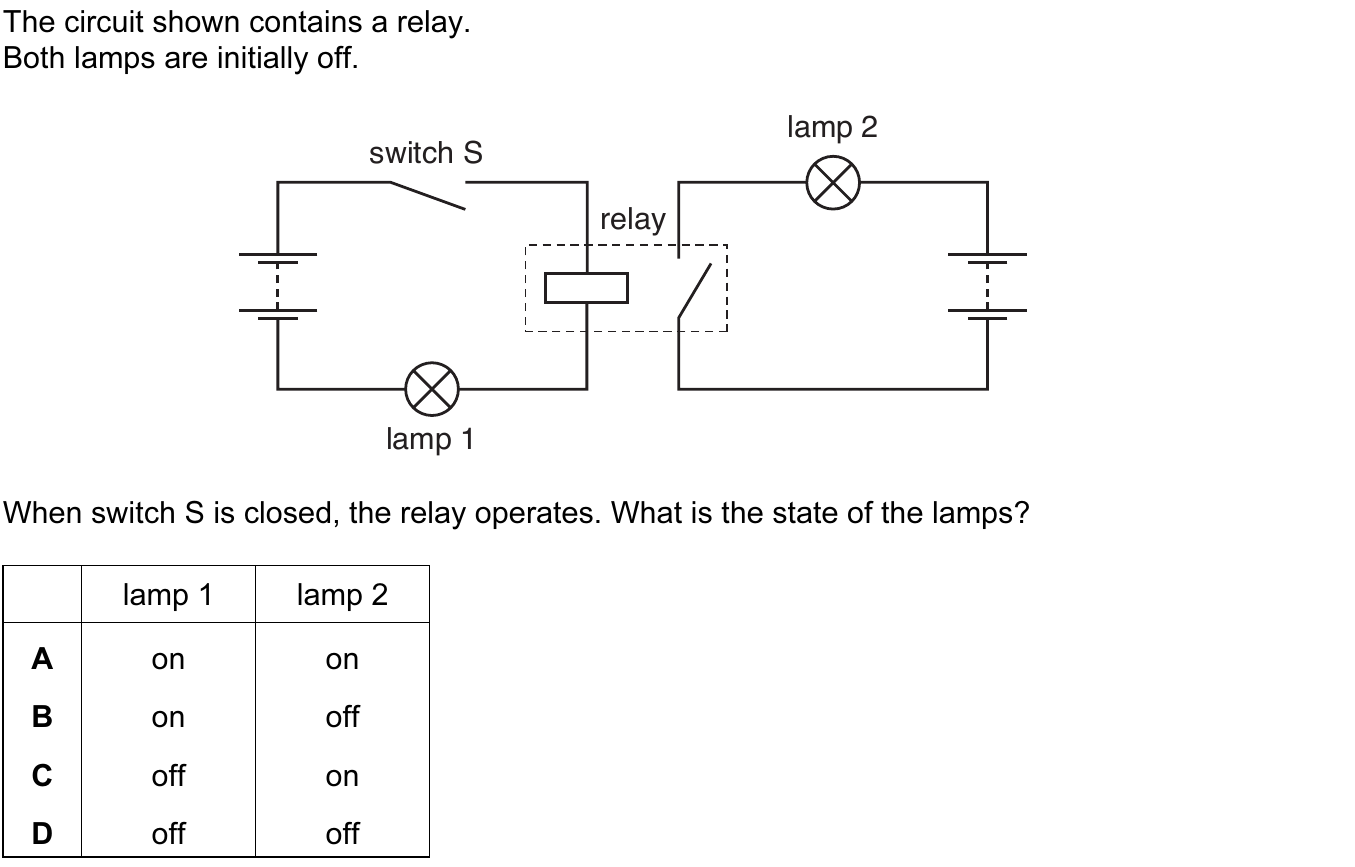 The circuit shown contains a relay.
Both lamps are initially off.
lamp 2
switch S
relay
lamp 1
When switch S is closed, the relay operates. What is the state of the lamps?
lamp 1 lamp 2
A on on
B on off
C off on
D off off